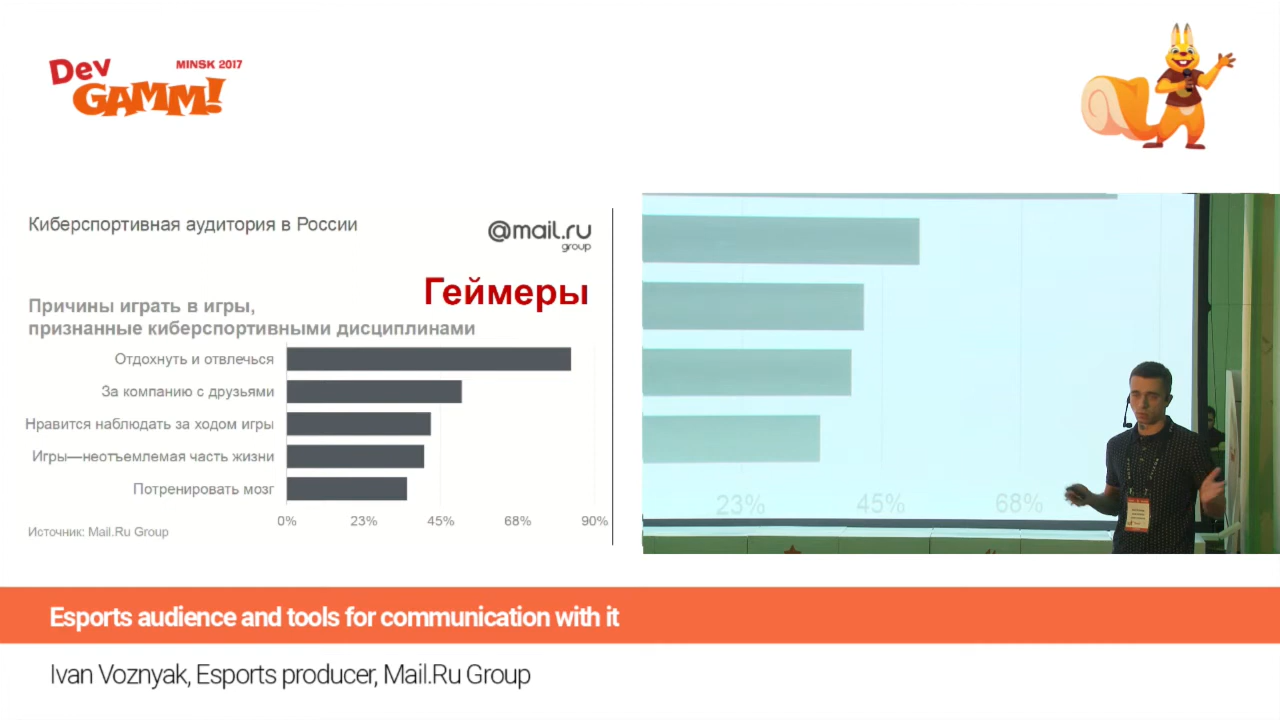 Dev
GAMM!
MINSK 2017
Киберспортивная аудитория в России
@mail.ru
group
Геймеры
Причины играть в игры,
признанные киберспортивными дисциплинами
Отдохнуть и отвлечься
За компанию с друзьями
Нравится наблюдать за ходом игры
Игры—неотъемлемая часть жизни
Потренировать мозг
0% 23% 45% 68% 90%
Источник: Mail.Ru Group
23% 45% 68%
Esports audience and tools for communication with it
Ivan Voznyak, Esports producer, Mail.Ru Group